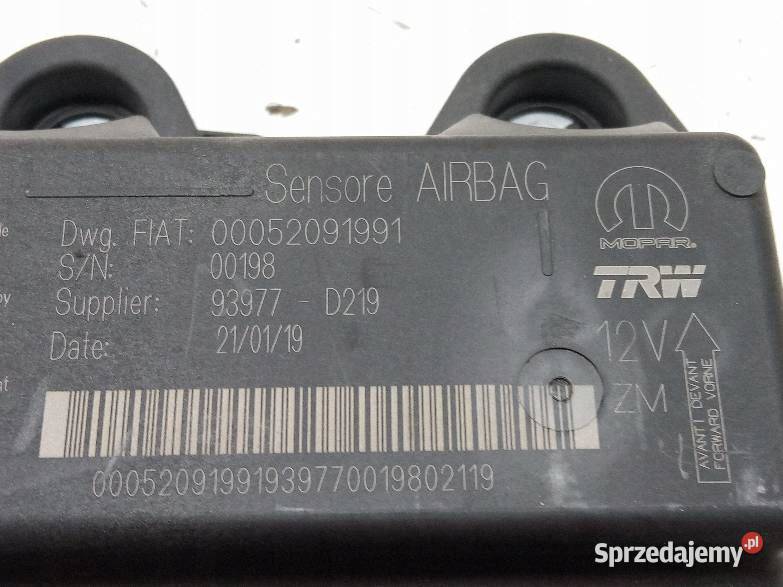 Sensore AIRBAG
Dwg. FIAT: 00052091991
S/N: 00198
Supplier: 93977 - D219
Date: 21/01/19
MOPAR®
TRW
12V
ZM
AVANTI DEVANT
FORWARD VORNE
00052091991939770019802119
Sprzedajemy.pl